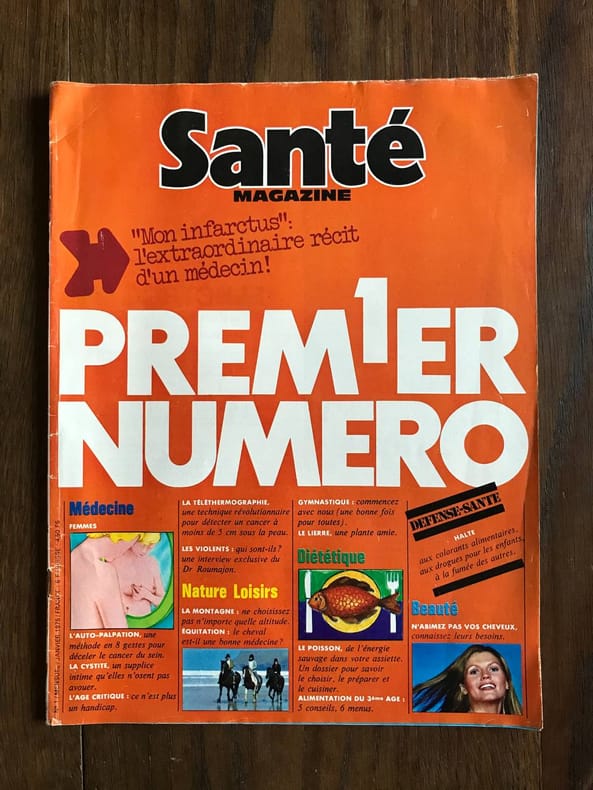 Santé
MAGAZINE
"Mon infarctus":
l'extraordinaire récit
d'un médecin!
PREM1ER
NUMERO
Médecine
FEMMES
L'AUTO-PALPATION, une
méthode en 8 gestes pour
déceler le cancer du sein.
LA CYSTITE, un supplice
intime qu'elles n'osent pas
avouer.
L'AGE CRITIQUE : ce n'est plus
un handicap.
LA TÉLÉTHERMOGRAPHIE,
une technique révolutionnaire
pour détecter un cancer à
moins de 5 cm sous la peau.
LES VIOLENTS : qui sont-ils?
une interview exclusive du
Dr Roumajon.
Nature Loisirs
LA MONTAGNE : ne choisissez
pas n'importe quelle altitude.
ÉQUITATION : le cheval
est-il une bonne médecine?
GYMNASTIQUE : commencez
avec nous (une bonne fois
pour toutes).
LE LIERRE, une plante amie.
Diététique
LE POISSON, de l'énergie
sauvage dans votre assiette.
Un dossier pour savoir
le choisir, le préparer et
le cuisiner.
ALIMENTATION DU 3ème AGE :
5 conseils, 6 menus.
DEFENSE-SANTE
HALTE
aux colorants alimentaires,
aux drogues pour les enfants,
à la fumée des autres.
Beauté
N'ABIMEZ PAS VOS CHEVEUX,
connaissez leurs besoins.
MENSUEL JANVIER 1976